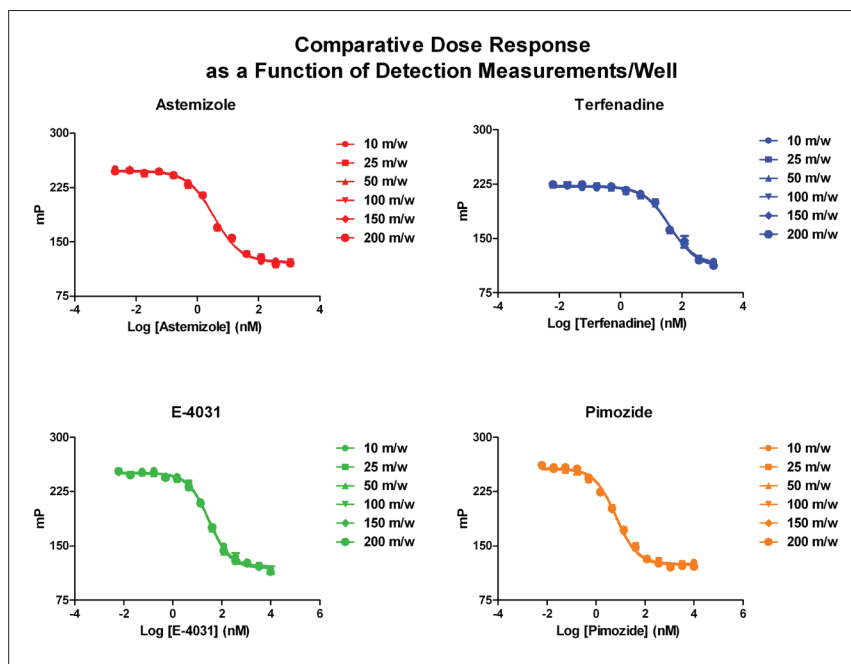 Comparative Dose Response
as a Function of Detection Measurements/Well
Astemizole
300
225
150
75
mP
-4
-2
0
2
4
Log [Astemizole] (nM)
10 m/w
25 m/w
50 m/w
100 m/w
150 m/w
200 m/w
Terfenadine
300
225
150
75
mP
-4
-2
0
2
4
Log [Terfenadine] (nM)
10 m/w
25 m/w
50 m/w
100 m/w
150 m/w
200 m/w
E-4031
300
225
150
75
mP
-4
-2
0
2
4
6
Log [E-4031] (nM)
10 m/w
25 m/w
50 m/w
100 m/w
150 m/w
200 m/w
Pimozide
300
225
150
75
mP
-4
-2
0
2
4
6
Log [Pimozide] (nM)
10 m/w
25 m/w
50 m/w
100 m/w
150 m/w
200 m/w